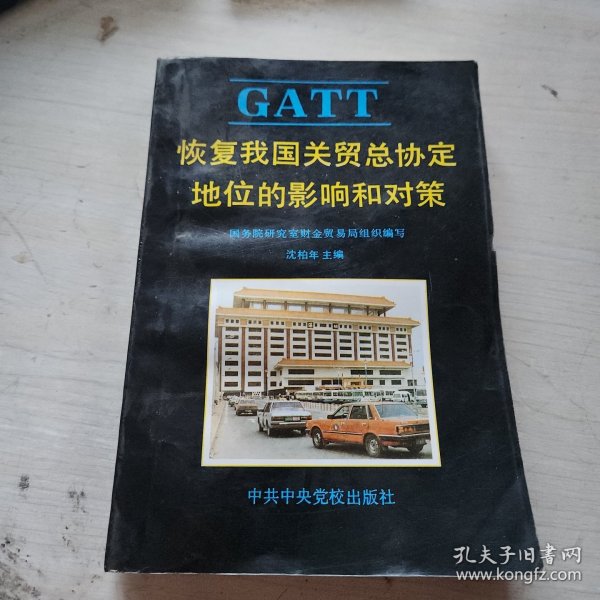 GATT
恢复我国关贸总协定
地位的影响和对策
国务院研究室财金贸易局组织编写
沈柏年 主编
中共中央党校出版社
孔夫子旧书网
www.kongfz.com